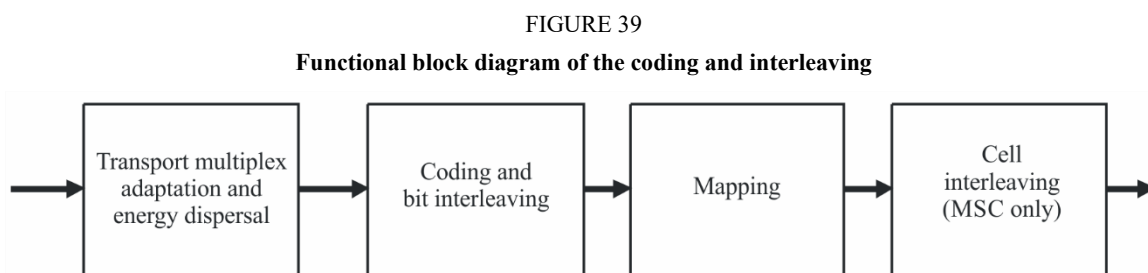 FIGURE 39
Functional block diagram of the coding and interleaving
Transport multiplex
adaptation and
energy dispersal
Coding and
bit interleaving
Mapping
Cell
interleaving
(MSC only)